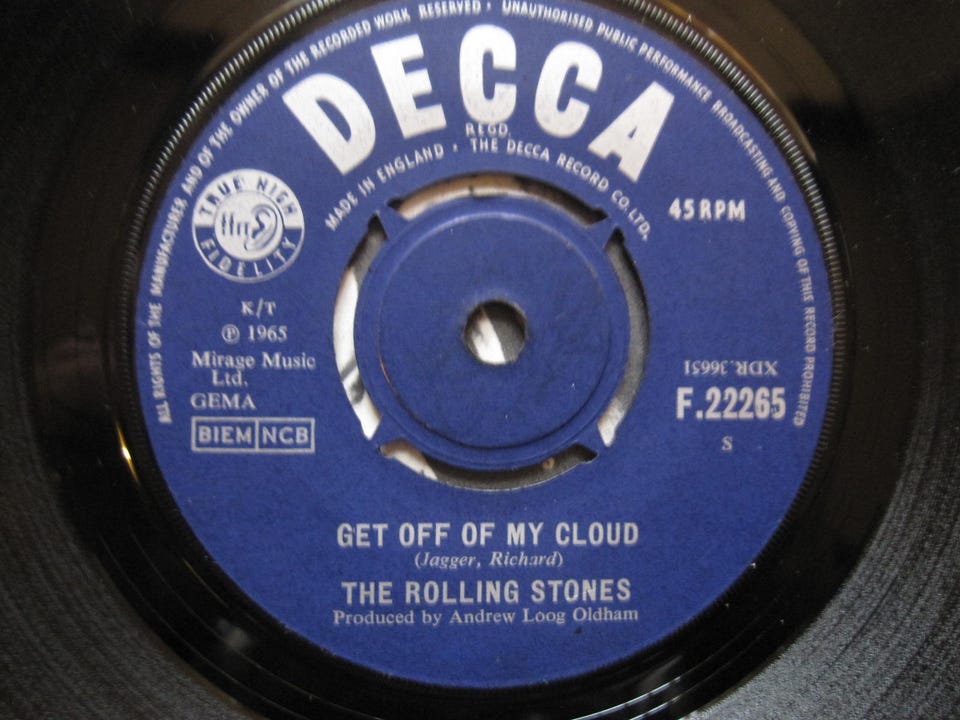 ALL RIGHTS OF THE MANUFACTURER AND OF THE OWNER OF THE RECORDED WORK RESERVED • UNAUTHORISED PUBLIC PERFORMANCE BROADCASTING AND COPYING OF THIS RECORD PROHIBITED
DECCA
REGD.
MADE IN ENGLAND • THE DECCA RECORD CO. LTD.
TRUE HIGH
ffrr
FIDELITY
45 RPM
K/T
℗ 1965
Mirage Music
Ltd.
GEMA
BIEM NCB
XDR.36651
F.22265
S
GET OFF OF MY CLOUD
(Jagger, Richard)
THE ROLLING STONES
Produced by Andrew Loog Oldham